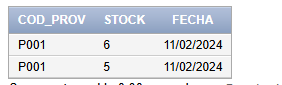 COD_PROV STOCK FECHA
P001 6 11/02/2024
P001 5 11/02/2024